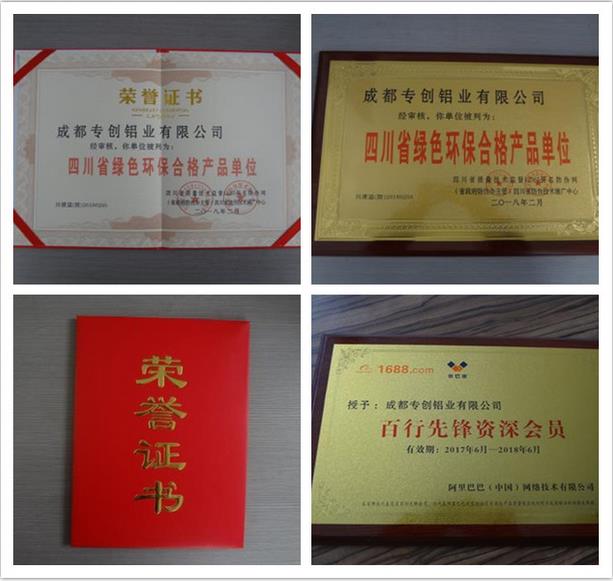 荣誉证书
成都专创铝业有限公司
经审核,你单位被列为:
四川省绿色环保合格产品单位
二〇一八年二月
成都专创铝业有限公司
经审核,你单位被列为:
四川省绿色环保合格产品单位
二〇一八年二月
荣誉证书
1688.com
授予:成都专创铝业有限公司
百行先锋资深会员
有效期:2017年6月—2018年6月
阿里巴巴(中国)网络技术有限公司